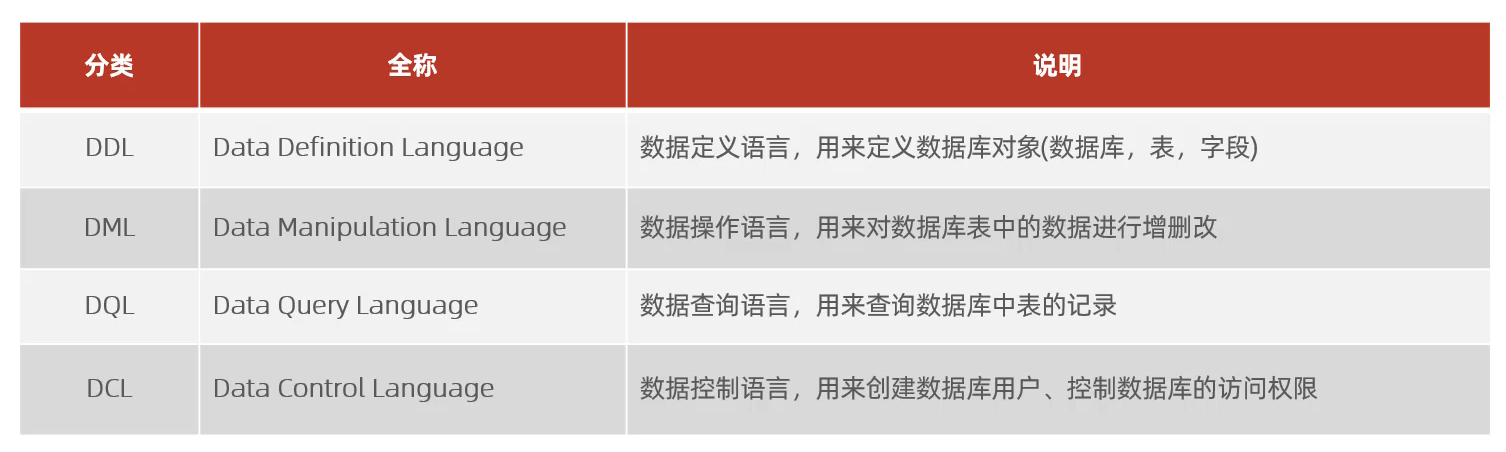 分类 全称 说明
DDL Data Definition Language 数据定义语言，用来定义数据库对象(数据库，表，字段)
DML Data Manipulation Language 数据操作语言，用来对数据库表中的数据进行增删改
DQL Data Query Language 数据查询语言，用来查询数据库中表的记录
DCL Data Control Language 数据控制语言，用来创建数据库用户、控制数据库的访问权限